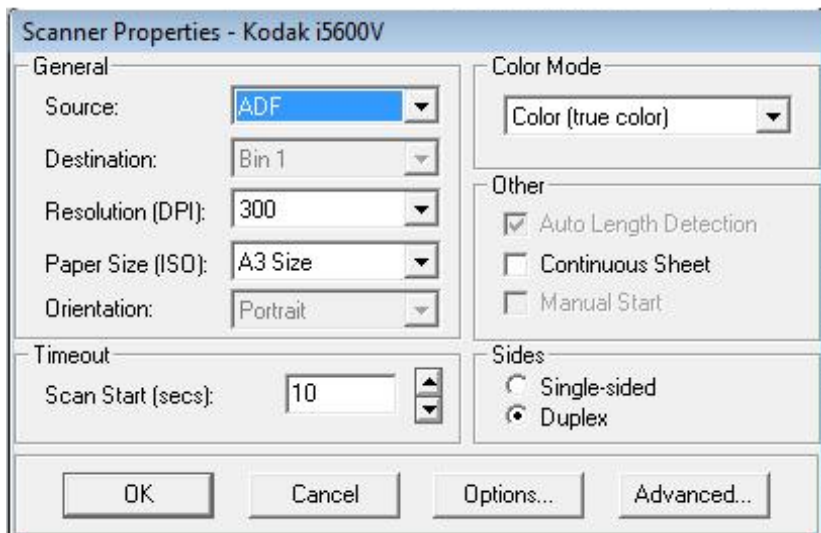 Scanner Properties - Kodak i5600V
General
Source: ADF
Destination: Bin 1
Resolution (DPI): 300
Paper Size (ISO): A3 Size
Orientation: Portrait
Color Mode
Color (true color)
Other
Auto Length Detection
Continuous Sheet
Manual Start
Timeout
Scan Start (secs): 10
Sides
Single-sided
Duplex
OK Cancel Options... Advanced...